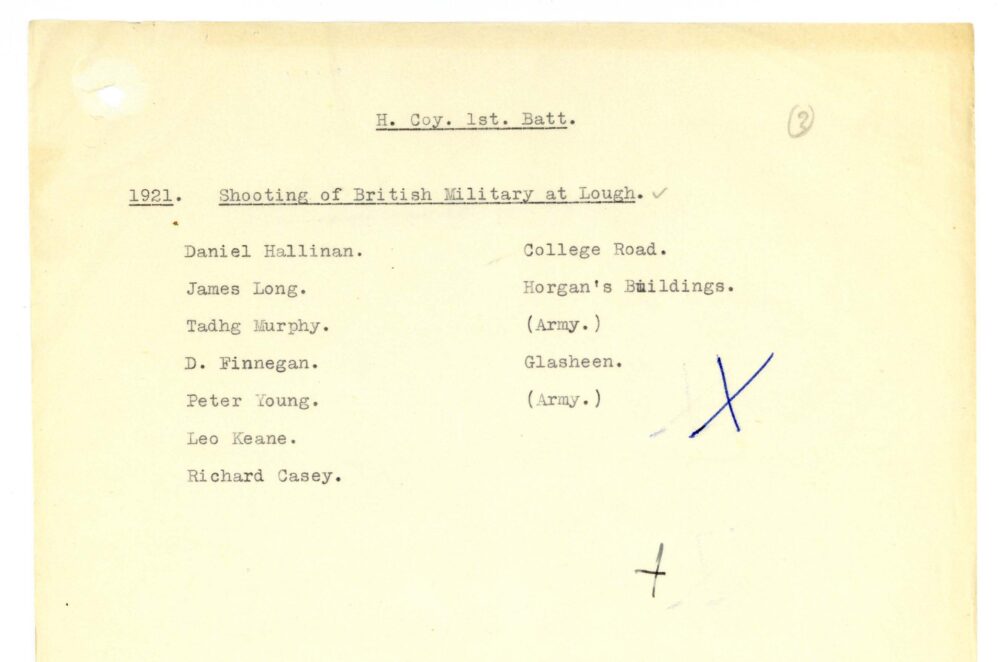 H. Coy. 1st. Batt.
2
1921. Shooting of British Military at Lough. ✓
Daniel Hallinan. College Road.
James Long. Horgan's Buildings.
Tadhg Murphy. (Army.)
D. Finnegan. Glasheen.
Peter Young. (Army.)
Leo Keane.
Richard Casey.